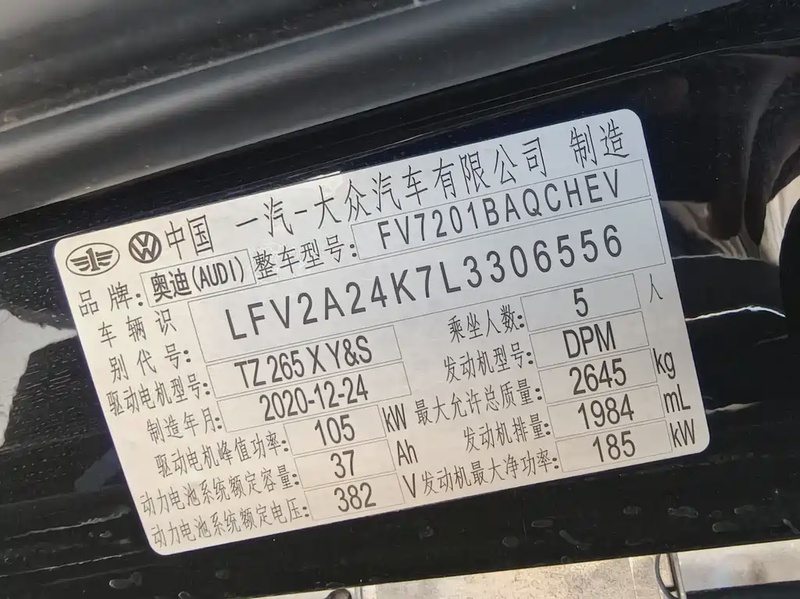 中国 一汽-大众汽车有限公司 制造
品牌: 奥迪(AUDI) 整车型号: FV7201BAQCHEV
车辆识别代号: LFV2A24K7L3306556
驱动电机型号: TZ265XY&S 乘坐人数: 5 人
制造年月: 2020-12-24 发动机型号: DPM
驱动电机峰值功率: 105 kW 最大允许总质量: 2645 kg
动力电池系统额定容量: 37 Ah 发动机排量: 1984 mL
动力电池系统额定电压: 382 V 发动机最大净功率: 185 kW